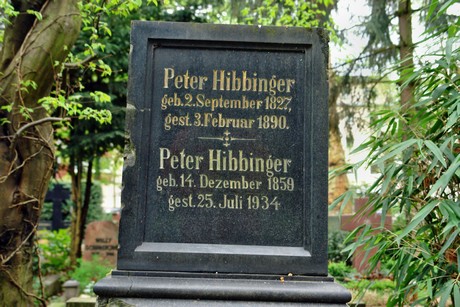 Peter Hibbinger
geb. 2. September 1827,
gest. 3. Februar 1890.
Peter Hibbinger
geb. 14. Dezember 1859
gest. 25. Juli 1934
WILLY